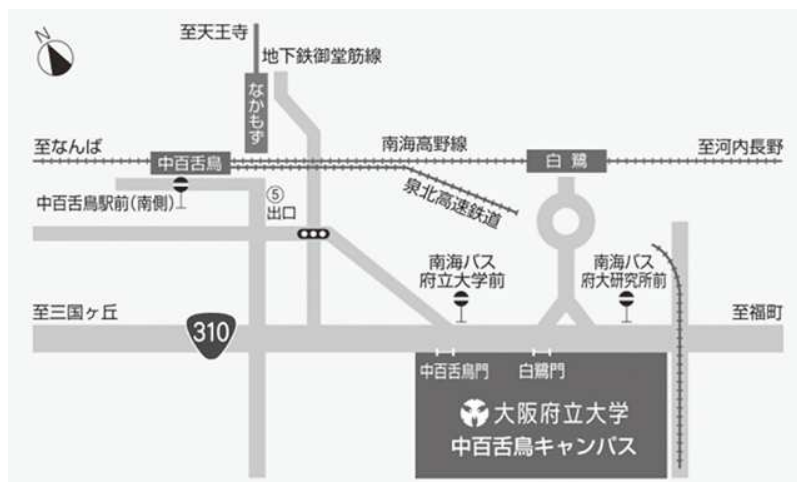 N
至天王寺
地下鉄御堂筋線
なかもず
至なんば
中百舌鳥
南海高野線
白鷺
至河内長野
泉北高速鉄道
中百舌鳥駅前(南側)
⑤
出口
南海バス
府立大学前
南海バス
府大研究所前
至三国ヶ丘
310
至福町
中百舌鳥門
白鷺門
大阪府立大学
中百舌鳥キャンパス